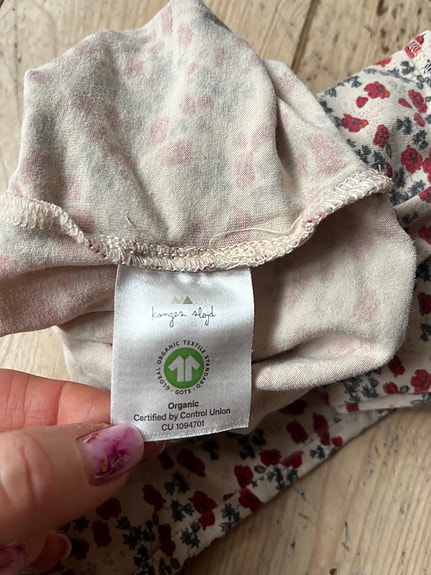 konges sløjd
GLOBAL ORGANIC TEXTILE STANDARD · GOTS ·
Organic
Certified by Control Union
CU 1094701